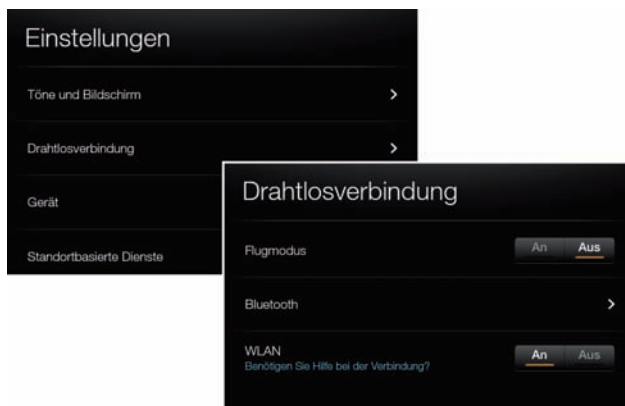 Einstellungen
Töne und Bildschirm
Drahtlosverbindung
Gerät
Standortbasierte Dienste
Drahtlosverbindung
Flugmodus An Aus
Bluetooth
WLAN An Aus
Benötigen Sie Hilfe bei der Verbindung?